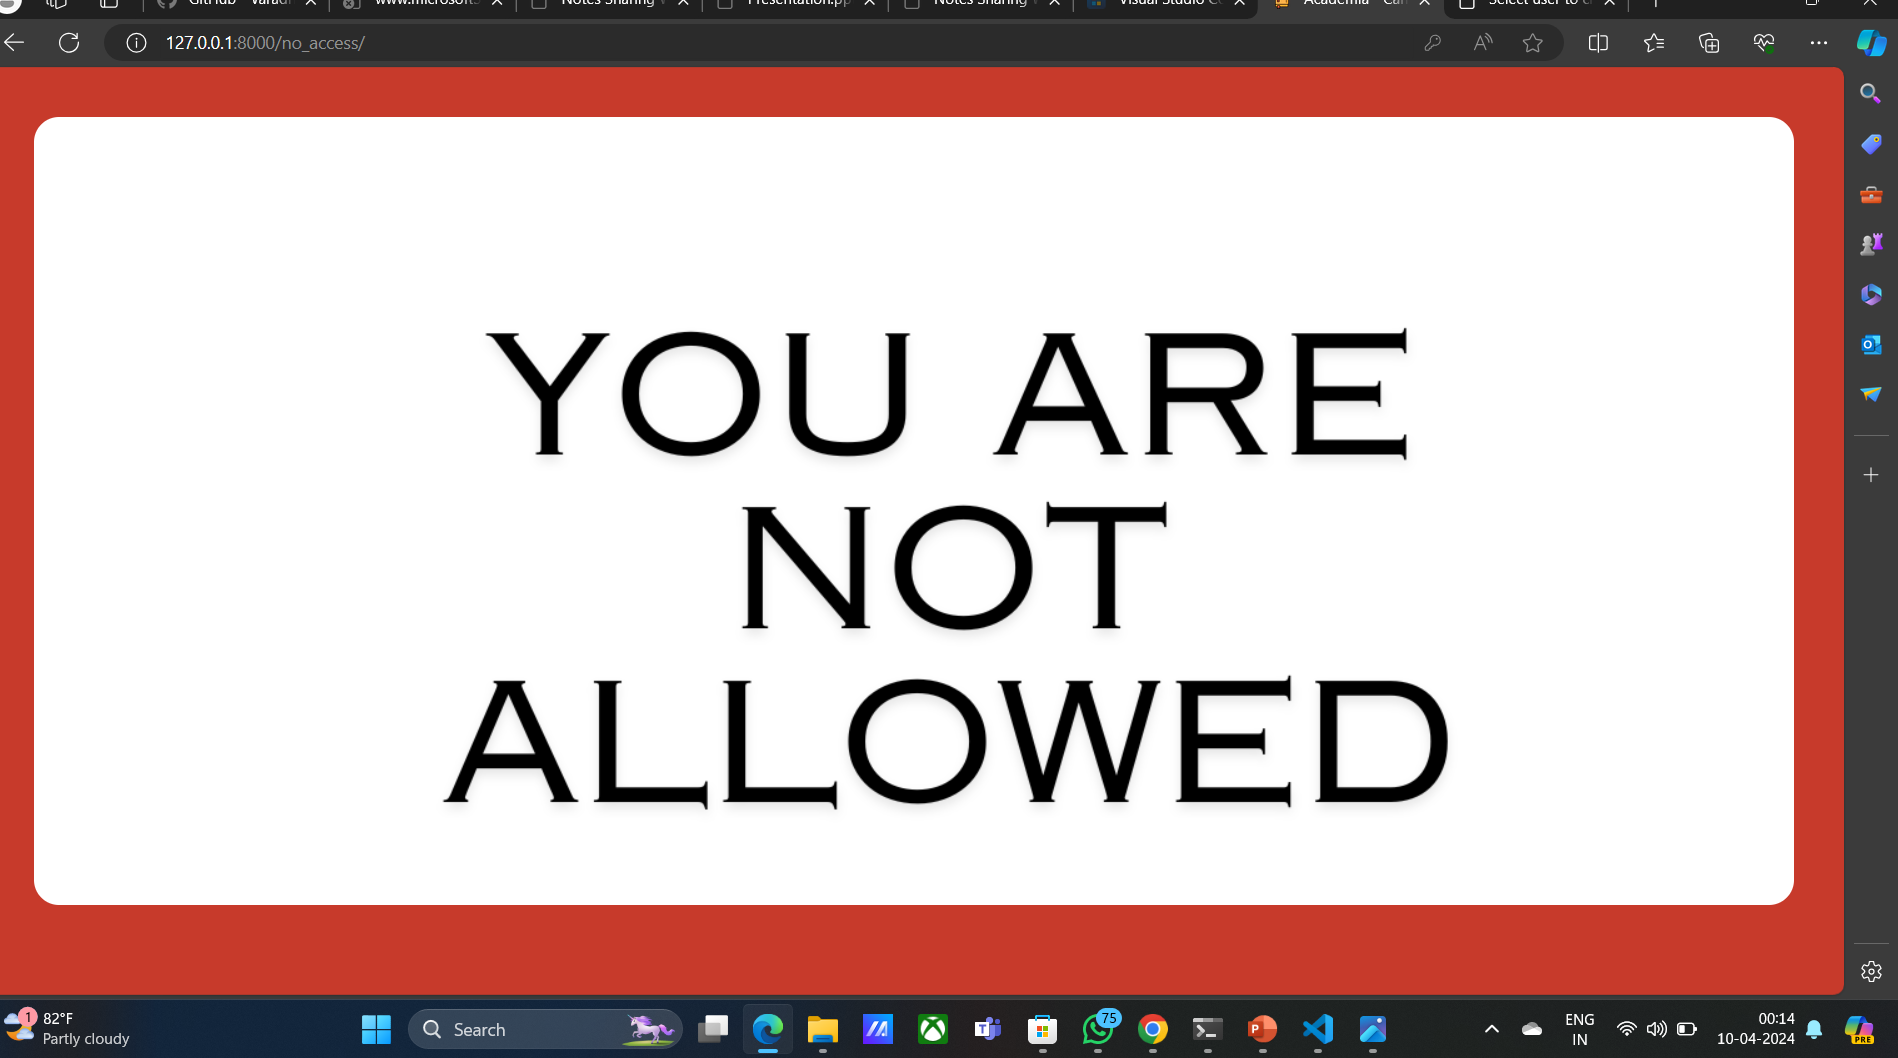 127.0.0.1:8000/no_access/
YOU ARE
NOT
ALLOWED
1
82°F
Partly cloudy
Search
75
PRE
ENG
IN
00:14
10-04-2024